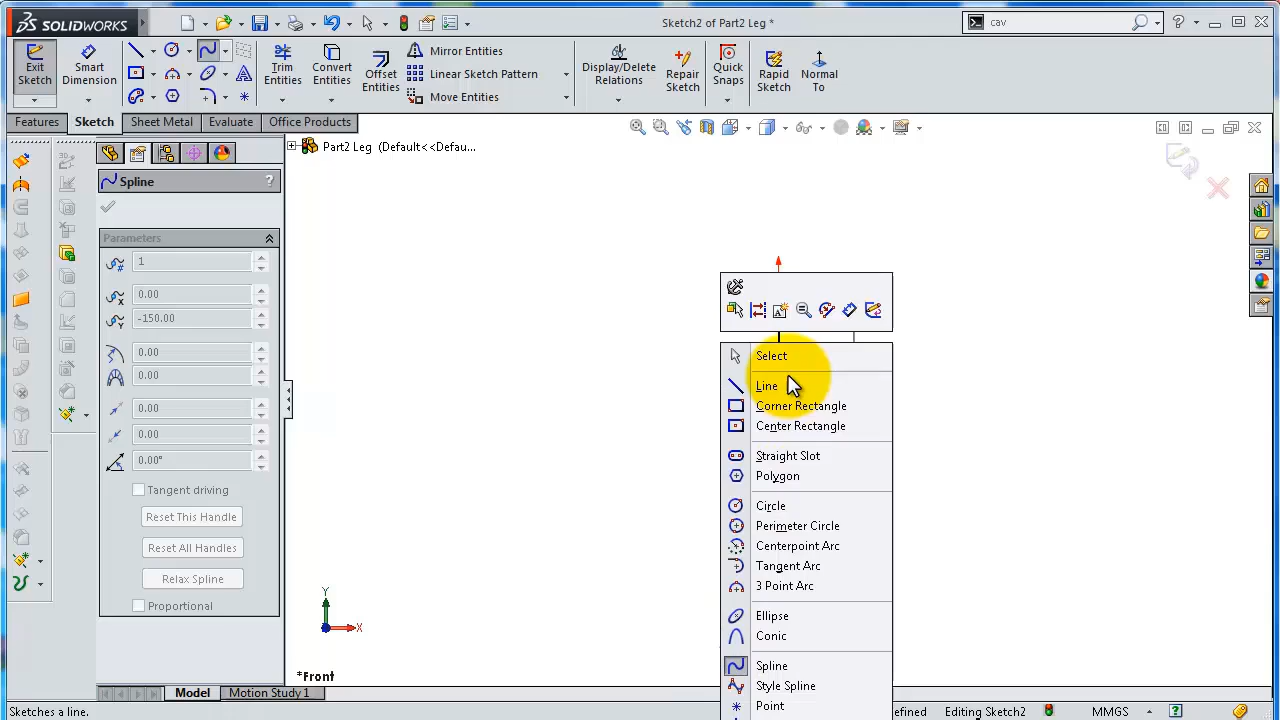 SOLIDWORKS
Sketch2 of Part2 Leg *
cav
Exit Sketch
Smart Dimension
Trim Entities
Convert Entities
Offset Entities
Mirror Entities
Linear Sketch Pattern
Move Entities
Display/Delete Relations
Repair Sketch
Quick Snaps
Rapid Sketch
Normal To
Features
Sketch
Sheet Metal
Evaluate
Office Products
Part2 Leg (Default<<Defau...
Spline
?
Parameters
1
0.00
-150.00
0.00
0.00
0.00
0.00
0.00°
Tangent driving
Reset This Handle
Reset All Handles
Relax Spline
Proportional
Select
Line
Corner Rectangle
Center Rectangle
Straight Slot
Polygon
Circle
Perimeter Circle
Centerpoint Arc
Tangent Arc
3 Point Arc
Ellipse
Conic
Spline
Style Spline
Point
Y
X
*Front
Model
Motion Study 1
Sketches a line.
efined
Editing Sketch2
MMGS